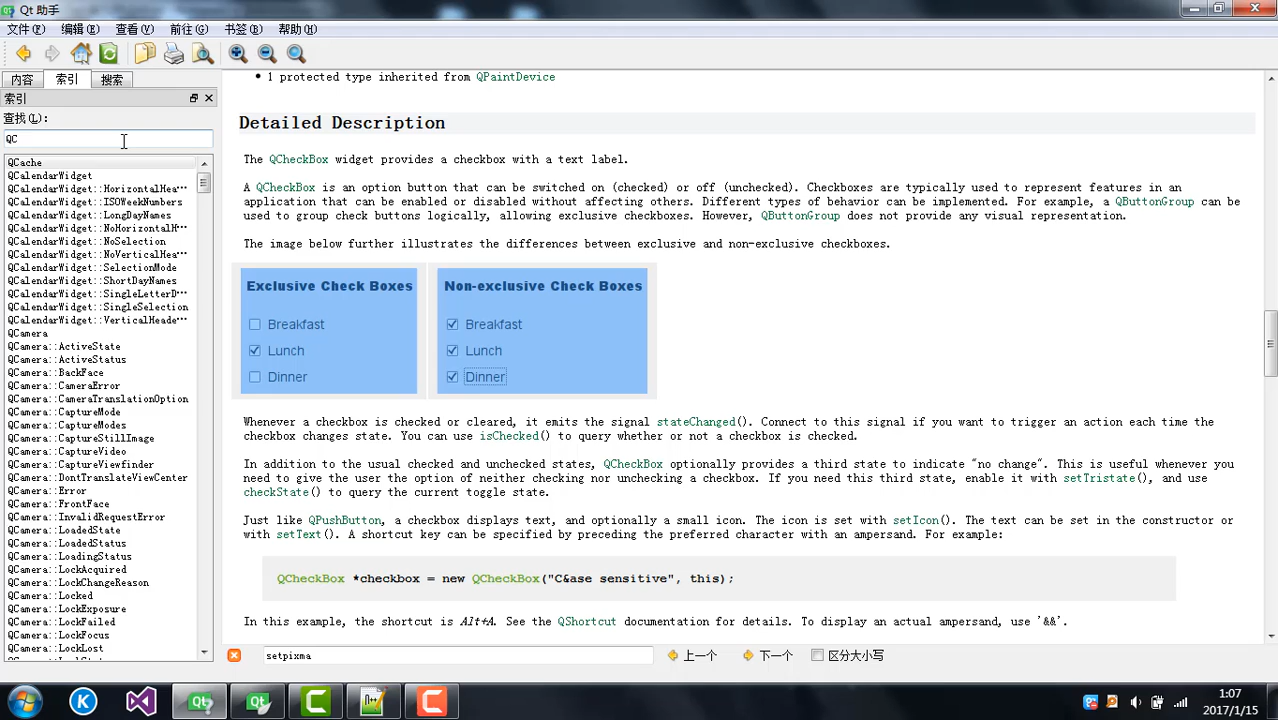 Qt 助手
文件(F) 编辑(E) 查看(V) 前往(G) 书签(B) 帮助(H)
内容 索引 搜索
索引
查找(L):
QC
QCache
QCalendarWidget
QCalendarWidget::HorizontalHea···
QCalendarWidget::ISOWeekNumbers
QCalendarWidget::LongDayNames
QCalendarWidget::NoHorizontalH···
QCalendarWidget::NoSelection
QCalendarWidget::NoVerticalHea···
QCalendarWidget::SelectionMode
QCalendarWidget::ShortDayNames
QCalendarWidget::SingleLetterD···
QCalendarWidget::SingleSelection
QCalendarWidget::VerticalHeade···
QCamera
QCamera::ActiveState
QCamera::ActiveStatus
QCamera::BackFace
QCamera::CameraError
QCamera::CameraTranslationOption
QCamera::CaptureMode
QCamera::CaptureModes
QCamera::CaptureStillImage
QCamera::CaptureVideo
QCamera::CaptureViewfinder
QCamera::DontTranslateViewCenter
QCamera::Error
QCamera::FrontFace
QCamera::InvalidRequestError
QCamera::LoadedState
QCamera::LoadedStatus
QCamera::LoadingStatus
QCamera::LockAcquired
QCamera::LockChangeReason
QCamera::Locked
QCamera::LockExposure
QCamera::LockFailed
QCamera::LockFocus
QCamera::LockLost
• 1 protected type inherited from QPaintDevice
Detailed Description
The QCheckBox widget provides a checkbox with a text label.
A QCheckBox is an option button that can be switched on (checked) or off (unchecked). Checkboxes are typically used to represent features in an
application that can be enabled or disabled without affecting others. Different types of behavior can be implemented. For example, a QButtonGroup can be
used to group check buttons logically, allowing exclusive checkboxes. However, QButtonGroup does not provide any visual representation.
The image below further illustrates the differences between exclusive and non-exclusive checkboxes.
Exclusive Check Boxes Non-exclusive Check Boxes
Breakfast Breakfast
Lunch Lunch
Dinner Dinner
Whenever a checkbox is checked or cleared, it emits the signal stateChanged(). Connect to this signal if you want to trigger an action each time the
checkbox changes state. You can use isChecked() to query whether or not a checkbox is checked.
In addition to the usual checked and unchecked states, QCheckBox optionally provides a third state to indicate "no change". This is useful whenever you
need to give the user the option of neither checking nor unchecking a checkbox. If you need this third state, enable it with setTristate(), and use
checkState() to query the current toggle state.
Just like QPushButton, a checkbox displays text, and optionally a small icon. The icon is set with setIcon(). The text can be set in the constructor or
with setText(). A shortcut key can be specified by preceding the preferred character with an ampersand. For example:
QCheckBox *checkbox = new QCheckBox("C&ase sensitive", this);
In this example, the shortcut is Alt+A. See the QShortcut documentation for details. To display an actual ampersand, use '&&'.
setpixma 上一个 下一个 区分大小写
1:07
2017/1/15